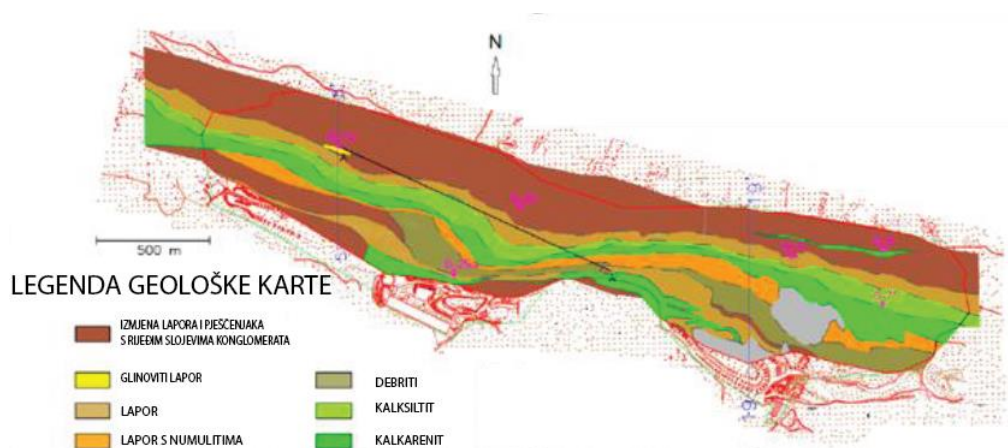 N
500 m
LEGENDA GEOLOŠKE KARTE
IZMJENA LAPORA I PJEŠČENJAKA
S RIJEĐIM SLOJEVIMA KONGLOMERATA
GLINOVITI LAPOR
DEBRITI
LAPOR
KALKSILTIT
LAPOR S NUMULITIMA
KALKARENIT